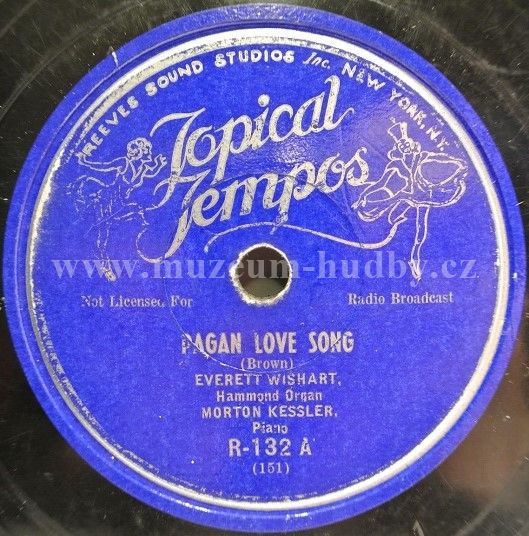 REEVES SOUND STUDIOS Inc. NEW YORK, N.Y.
Topical
Tempos
www.muzeum-hudby.cz
Not Licensed For Radio Broadcast
PAGAN LOVE SONG
(Brown)
EVERETT WISHART,
Hammond Organ
MORTON KESSLER,
Piano
R-132 A
(151)